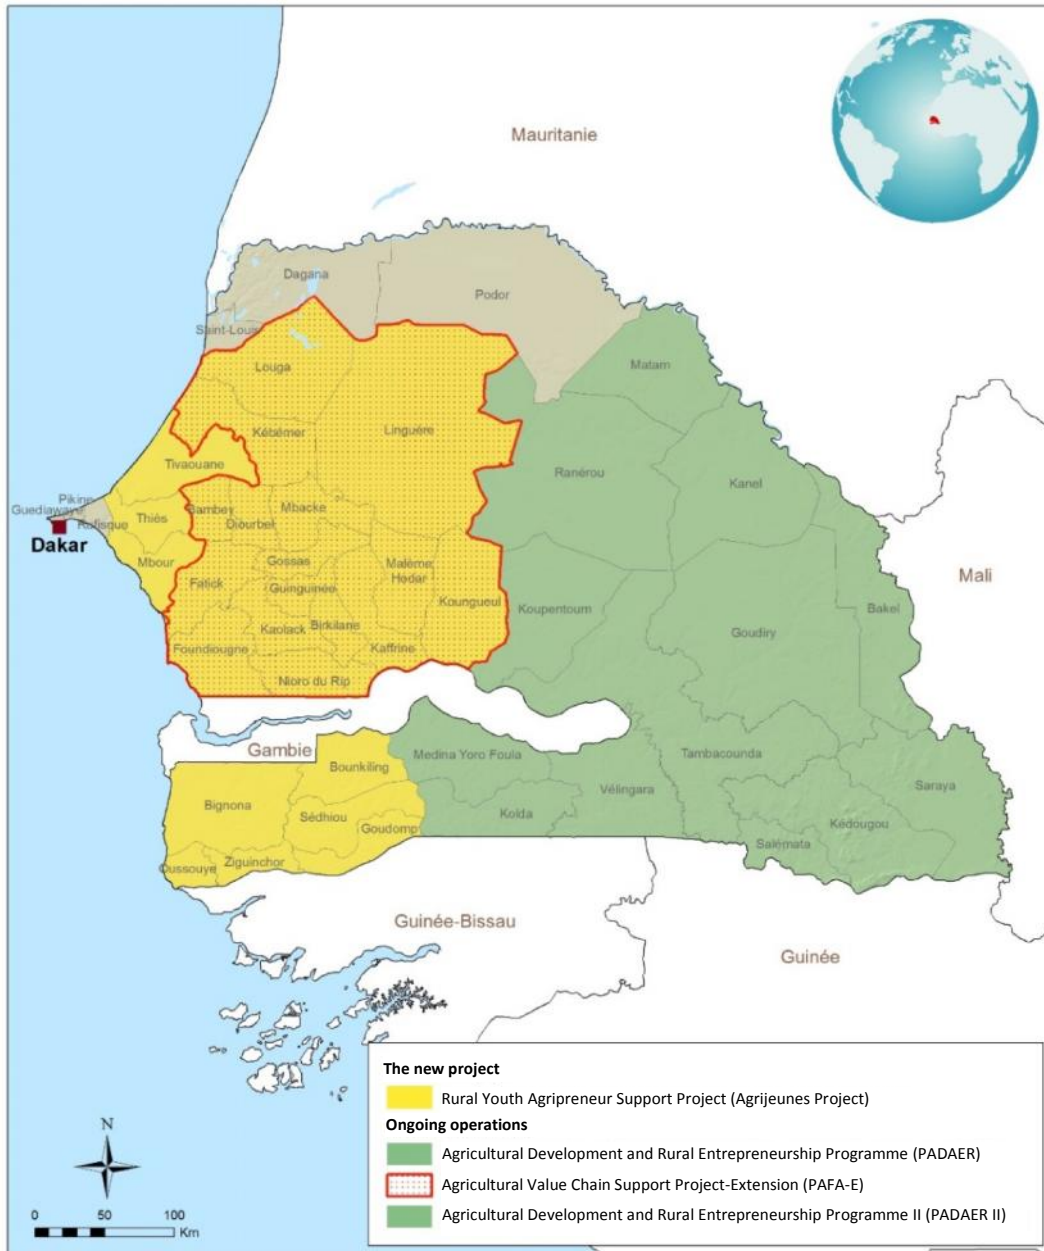 Mauritanie
Dagana
Podor
Saint-Louis
Matam
Louga
Linguère
Kébémer
Tivaouane
Ranérou
Kanel
Pikine
Guediawaye
Rufisque
Thiès
Bambey
Diourbel
Mbacke
Dakar
Mbour
Gossas
Malème
Hodar
Mali
Fatick
Guinguinéo
Koungueul
Koupentoum
Bakel
Kaolack
Birkilane
Goudiry
Foundiougne
Kaffrine
Nioro du Rip
Gambie
Medina Yoro Foula
Tambacounda
Bounkiling
Bignona
Vélingara
Saraya
Sédhiou
Kolda
Goudomp
Kédougou
Salémata
Oussouye
Ziguinchor
Guinée-Bissau
Guinée
The new project
Rural Youth Agripreneur Support Project (Agrijeunes Project)
Ongoing operations
Agricultural Development and Rural Entrepreneurship Programme (PADAER)
Agricultural Value Chain Support Project-Extension (PAFA-E)
Agricultural Development and Rural Entrepreneurship Programme II (PADAER II)
N
0 50 100
Km